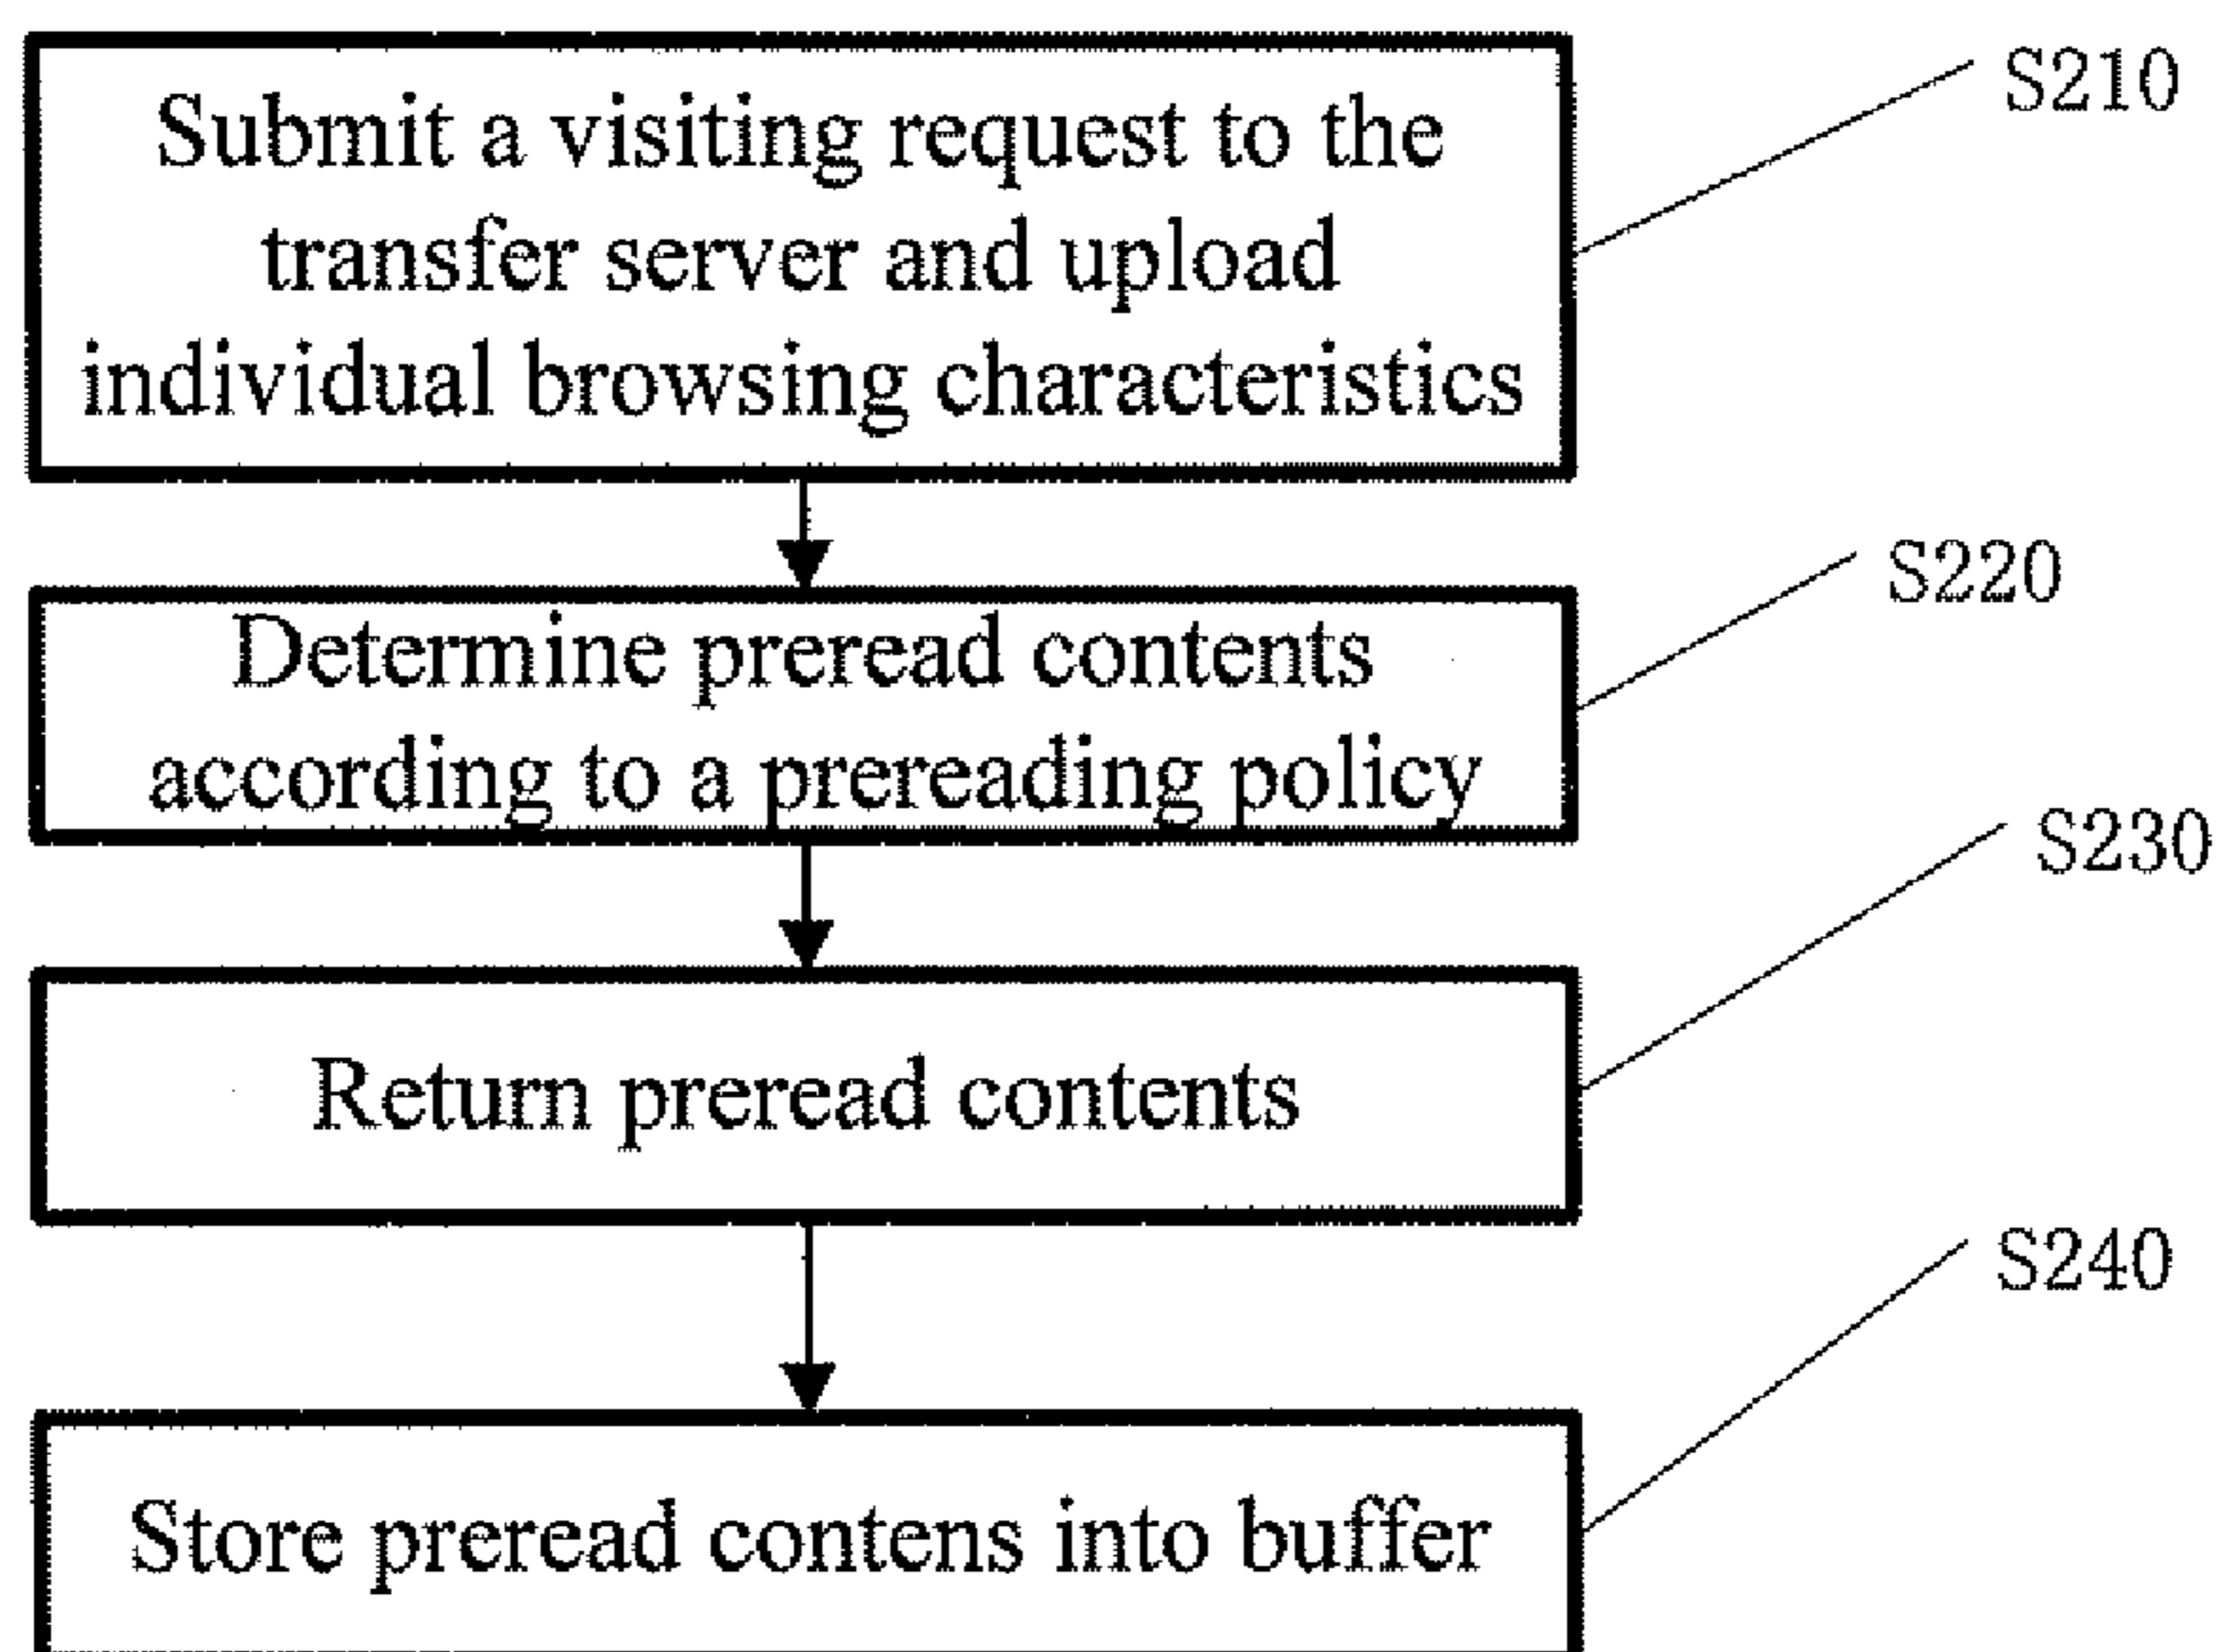 Submit a visiting request to the
transfer server and upload
individual browsing characteristics
S210
Determine preread contents
according to a prereading policy
S220
Return preread contents
S230
Store preread contens into buffer
S240